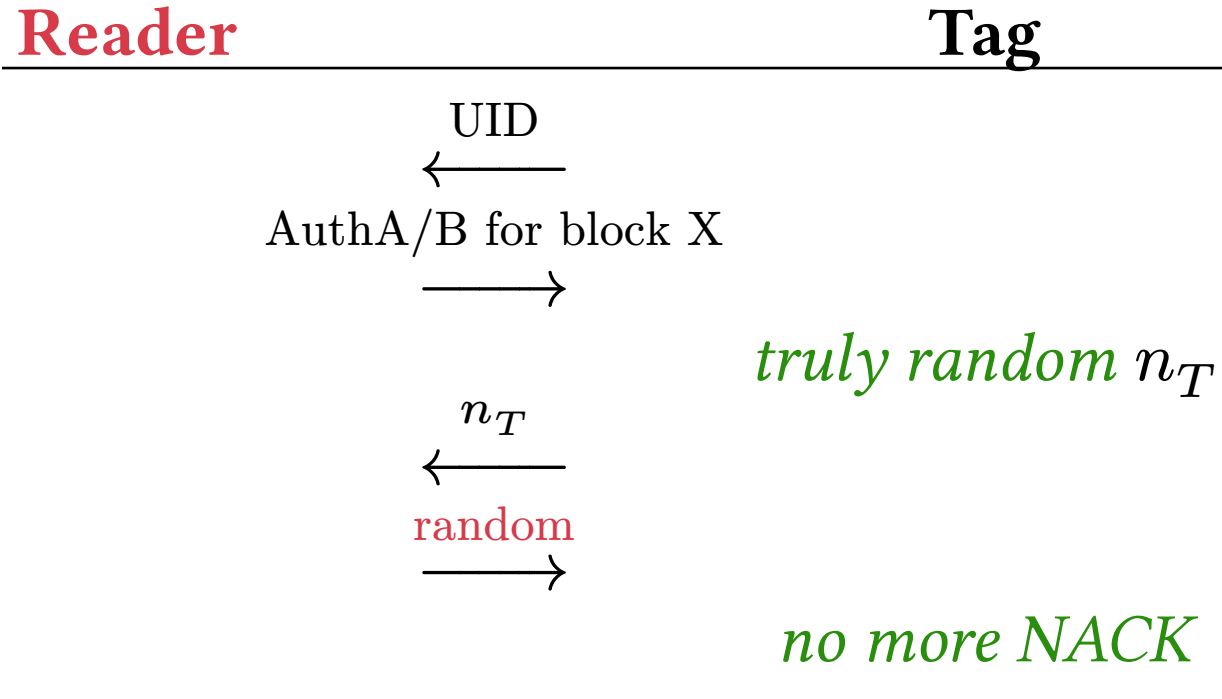 Reader Tag
UID
AuthA/B for block X
truly random n_T
n_T
random
no more NACK